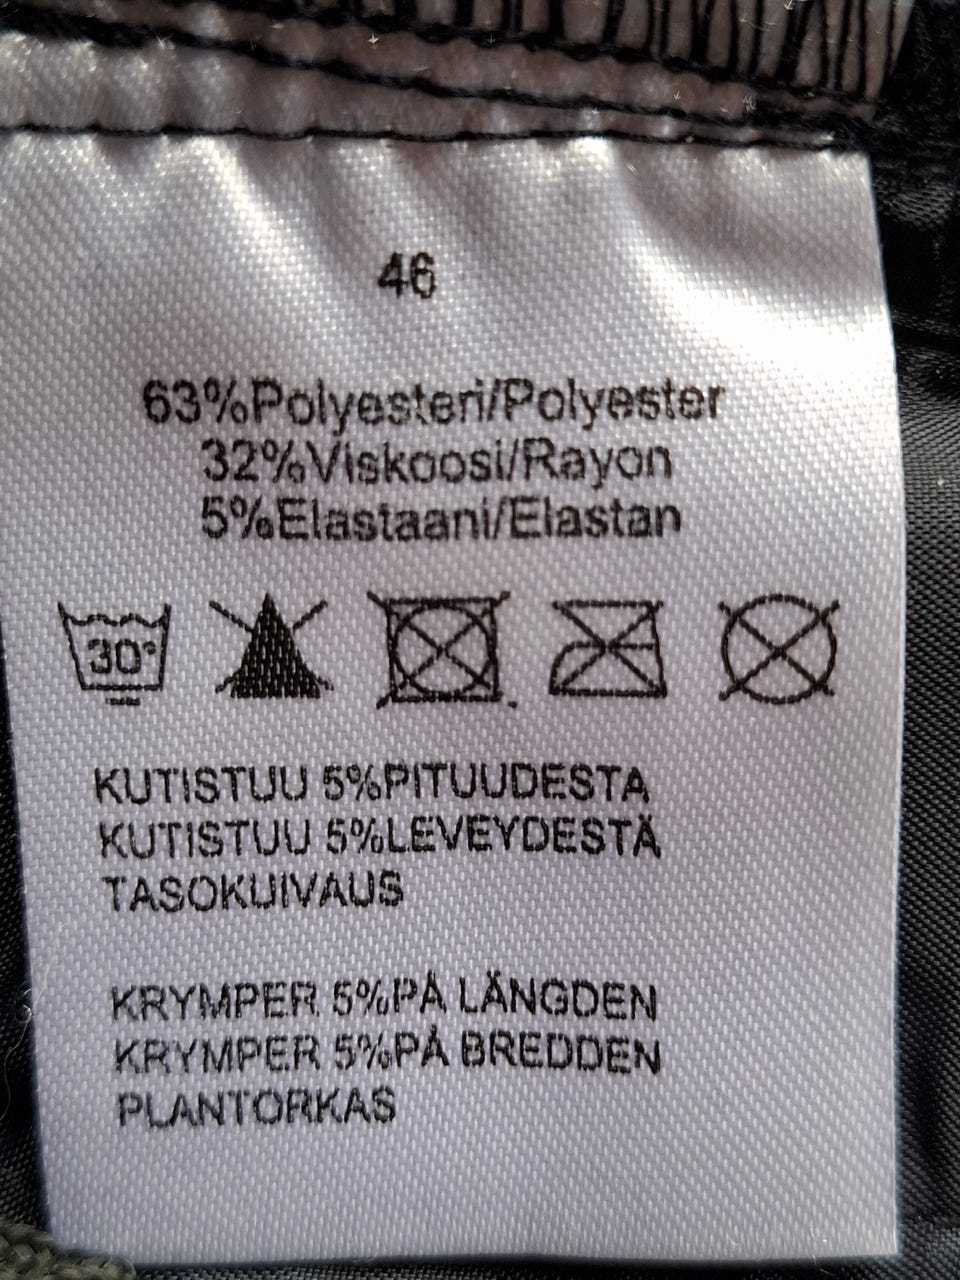 46
63%Polyesteri/Polyester
32%Viskoosi/Rayon
5%Elastaani/Elastan
30°
KUTISTUU 5%PITUUDESTA
KUTISTUU 5%LEVEYDESTÄ
TASOKUIVAUS
KRYMPER 5%PÅ LÄNGDEN
KRYMPER 5%PÅ BREDDEN
PLANTORKAS